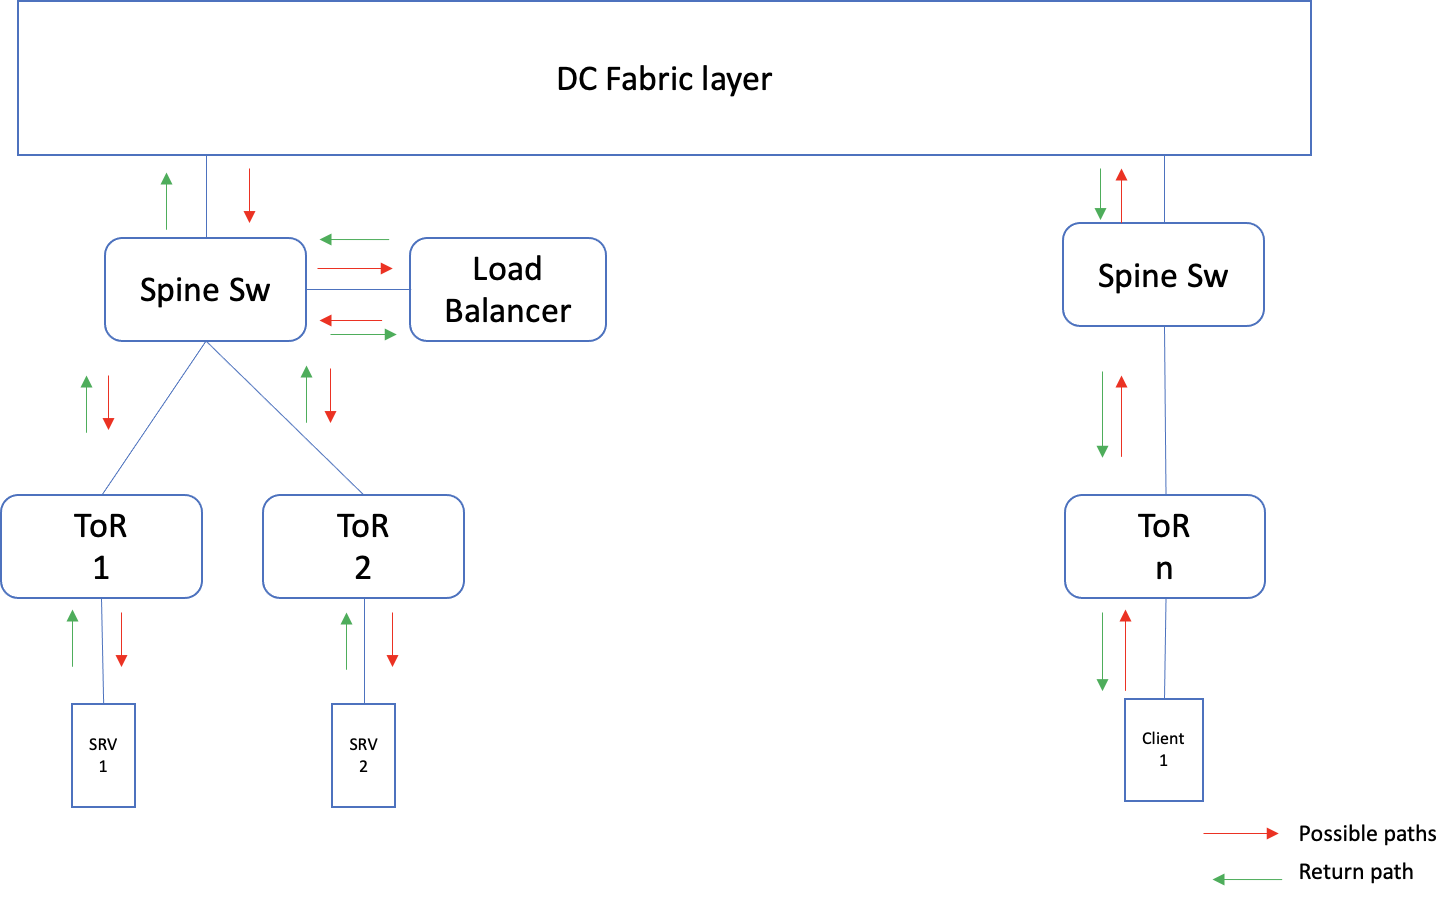 DC Fabric layer
Spine Sw
Load
Balancer
Spine Sw
ToR
1
ToR
2
ToR
n
SRV
1
SRV
2
Client
1
Possible paths
Return path